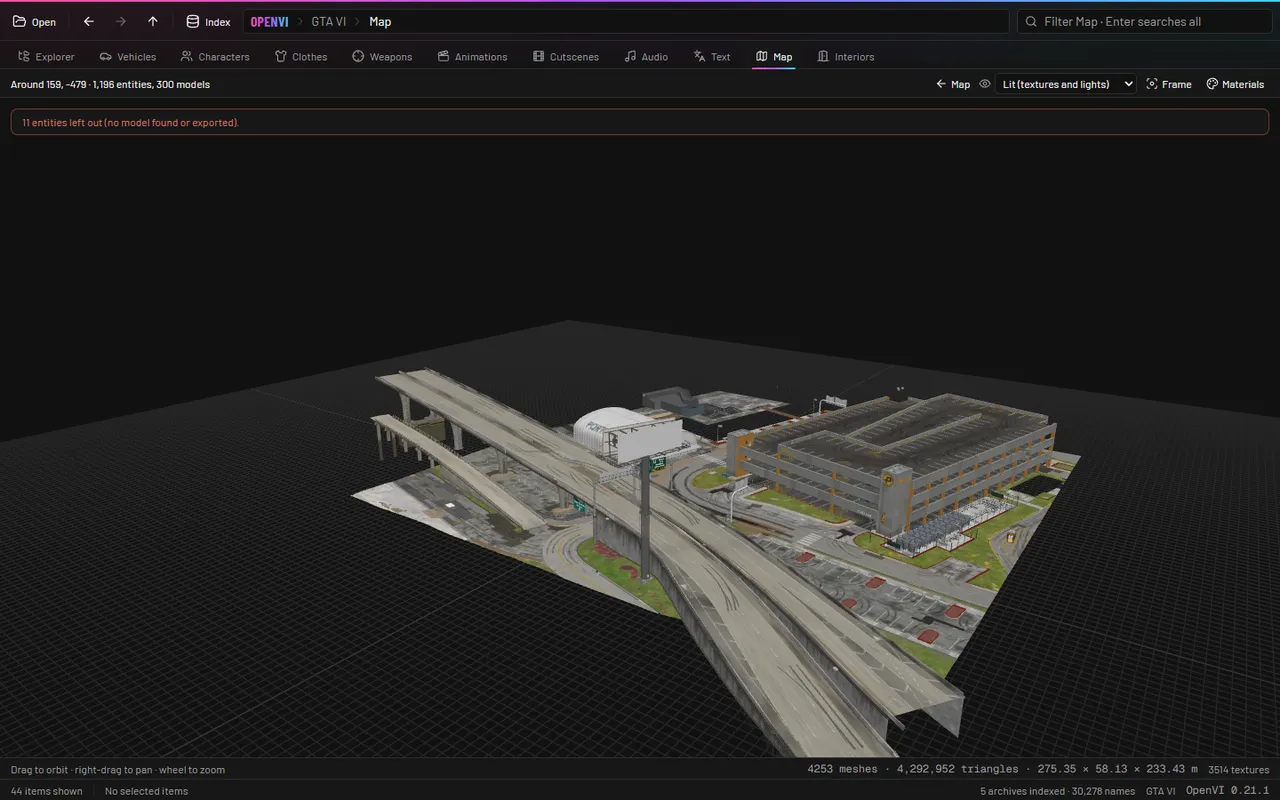 Open
Index
OPENVI
GTA VI
Map
Filter Map · Enter searches all
Explorer
Vehicles
Characters
Clothes
Weapons
Animations
Cutscenes
Audio
Text
Map
Interiors
Around 159, -479 · 1,196 entities, 300 models
Map
Lit (textures and lights)
Frame
Materials
11 entities left out (no model found or exported).
Drag to orbit · right-drag to pan · wheel to zoom
4253 meshes · 4,292,952 triangles · 275.35 × 58.13 × 233.43 m
3514 textures
44 items shown
No selected items
5 archives indexed · 30,278 names
GTA VI
OpenVI 0.21.1